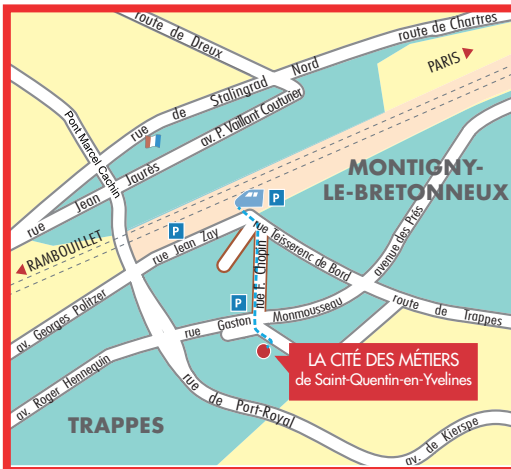 route de Dreux
route de Chartres
PARIS
rue de Stalingrad Nord
av. P. Vaillant Couturier
Pont Marcel Cachin
rue Jean Jaurès
MONTIGNY-
LE-BRETONNEUX
P
RAMBOUILLET
P
rue Jean Zay
rue Teisserenc de Bord
avenue des Prés
rue F. Chopin
av. Georges Politzer
P
rue Gaston Monmousseau
route de Trappes
av. Roger Hennequin
LA CITÉ DES MÉTIERS
de Saint-Quentin-en-Yvelines
rue de Port-Royal
TRAPPES
av. de Kierspe